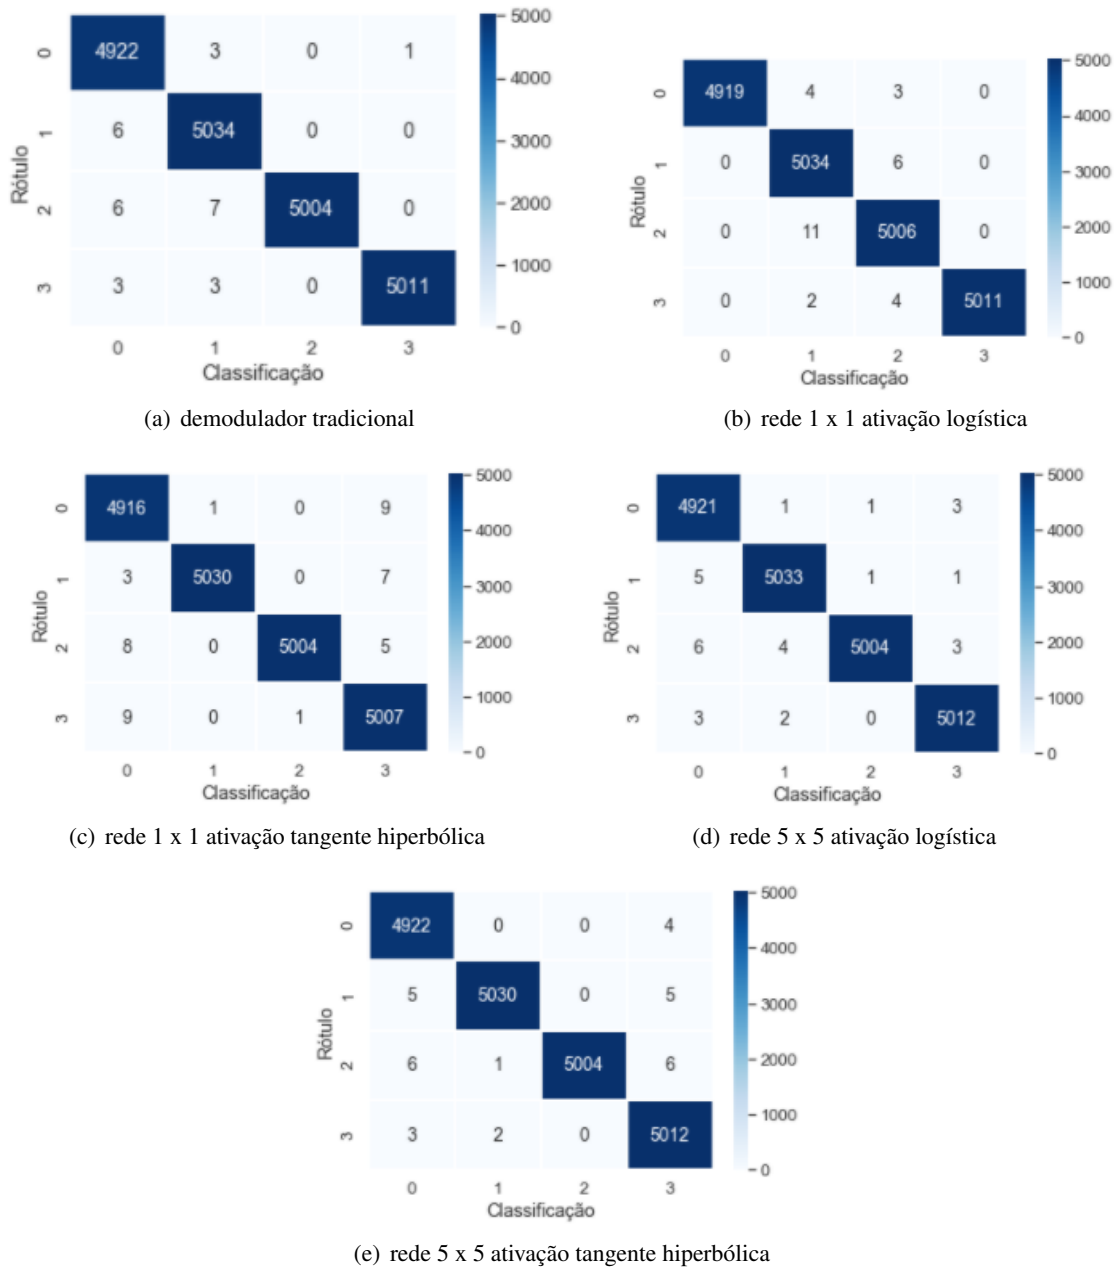 0 4922 3 0 1
1 6 5034 0 0
2 6 7 5004 0
3 3 3 0 5011
0 1 2 3
Rótulo
Classificação
5000
4000
3000
2000
1000
0
(a) demodulador tradicional
0 4919 4 3 0
1 0 5034 6 0
2 0 11 5006 0
3 0 2 4 5011
0 1 2 3
Rótulo
Classificação
5000
4000
3000
2000
1000
0
(b) rede 1 x 1 ativação logística
0 4916 1 0 9
1 3 5030 0 7
2 8 0 5004 5
3 9 0 1 5007
0 1 2 3
Rótulo
Classificação
5000
4000
3000
2000
1000
0
(c) rede 1 x 1 ativação tangente hiperbólica
0 4921 1 1 3
1 5 5033 1 1
2 6 4 5004 3
3 3 2 0 5012
0 1 2 3
Rótulo
Classificação
5000
4000
3000
2000
1000
0
(d) rede 5 x 5 ativação logística
0 4922 0 0 4
1 5 5030 0 5
2 6 1 5004 6
3 3 2 0 5012
0 1 2 3
Rótulo
Classificação
5000
4000
3000
2000
1000
0
(e) rede 5 x 5 ativação tangente hiperbólica